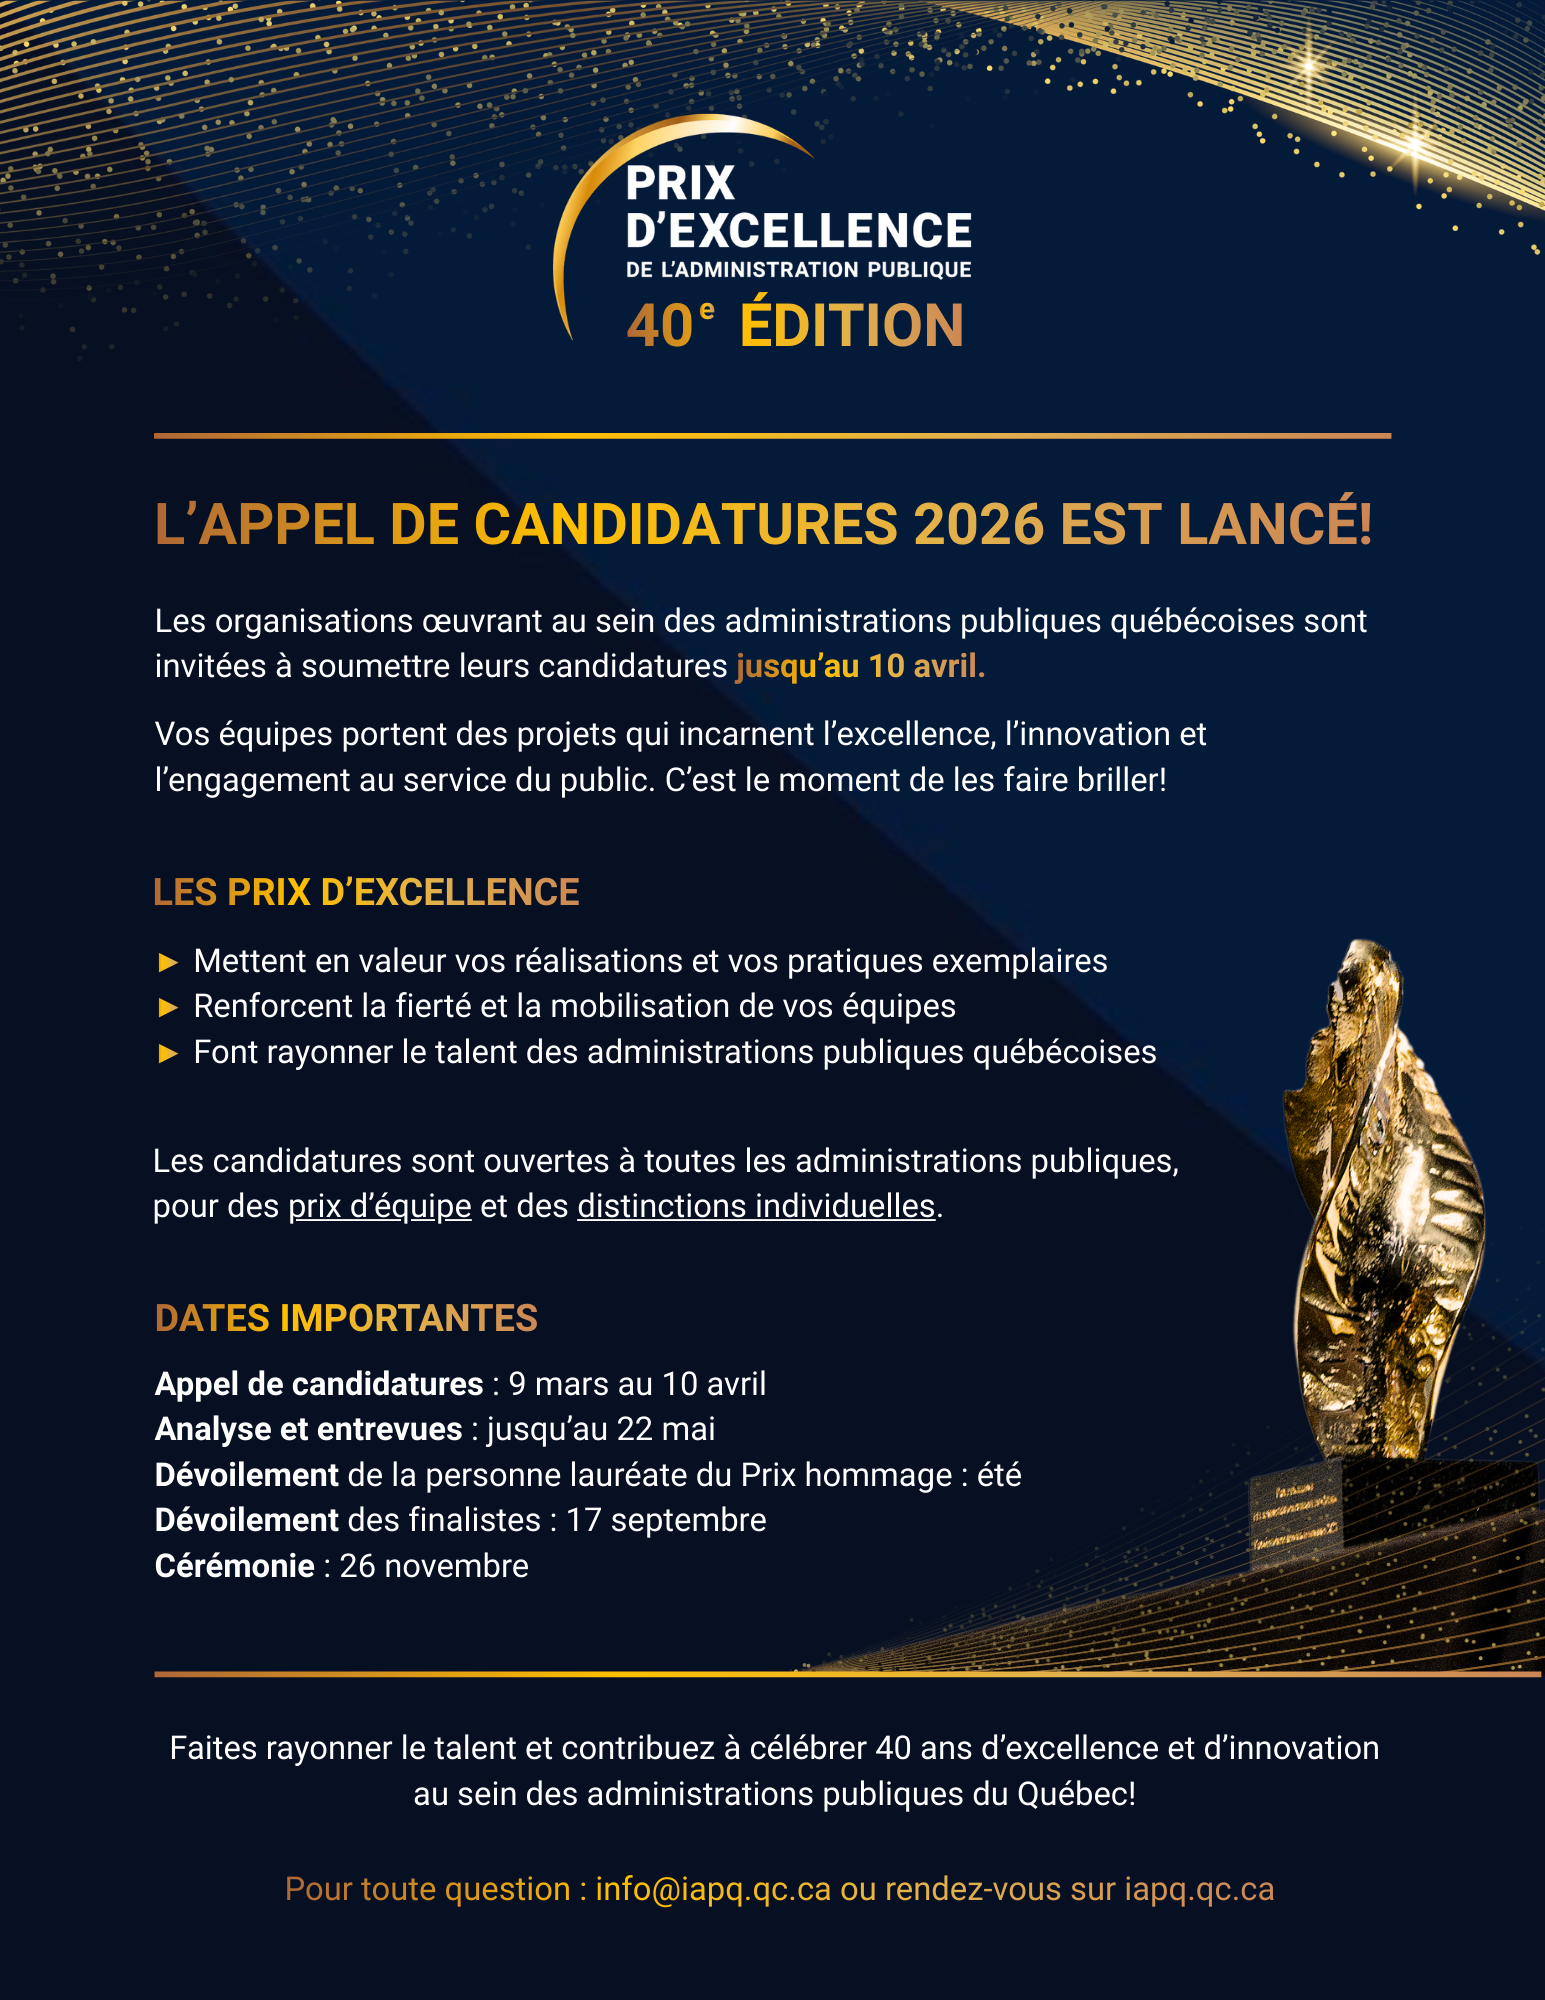 PRIX
D’EXCELLENCE
DE L’ADMINISTRATION PUBLIQUE
40e ÉDITION
L’APPEL DE CANDIDATURES 2026 EST LANCÉ!
Les organisations œuvrant au sein des administrations publiques québécoises sont
invitées à soumettre leurs candidatures jusqu’au 10 avril.
Vos équipes portent des projets qui incarnent l’excellence, l’innovation et
l’engagement au service du public. C’est le moment de les faire briller!
LES PRIX D’EXCELLENCE
► Mettent en valeur vos réalisations et vos pratiques exemplaires
► Renforcent la fierté et la mobilisation de vos équipes
► Font rayonner le talent des administrations publiques québécoises
Les candidatures sont ouvertes à toutes les administrations publiques,
pour des prix d’équipe et des distinctions individuelles.
DATES IMPORTANTES
Appel de candidatures : 9 mars au 10 avril
Analyse et entrevues : jusqu’au 22 mai
Dévoilement de la personne lauréate du Prix hommage : été
Dévoilement des finalistes : 17 septembre
Cérémonie : 26 novembre
Faites rayonner le talent et contribuez à célébrer 40 ans d’excellence et d’innovation
au sein des administrations publiques du Québec!
Pour toute question : info@iapq.qc.ca ou rendez-vous sur iapq.qc.ca